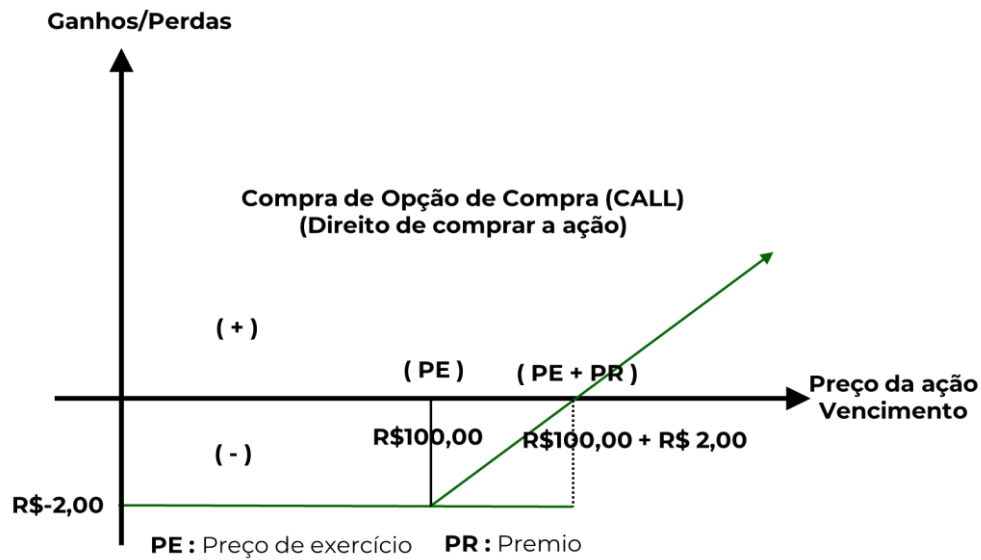 Ganhos/Perdas
Compra de Opção de Compra (CALL)
(Direito de comprar a ação)
( + )
( PE )
( PE + PR )
Preço da ação
Vencimento
R$100,00
R$100,00 + R$ 2,00
( - )
R$-2,00
PE : Preço de exercício PR : Premio